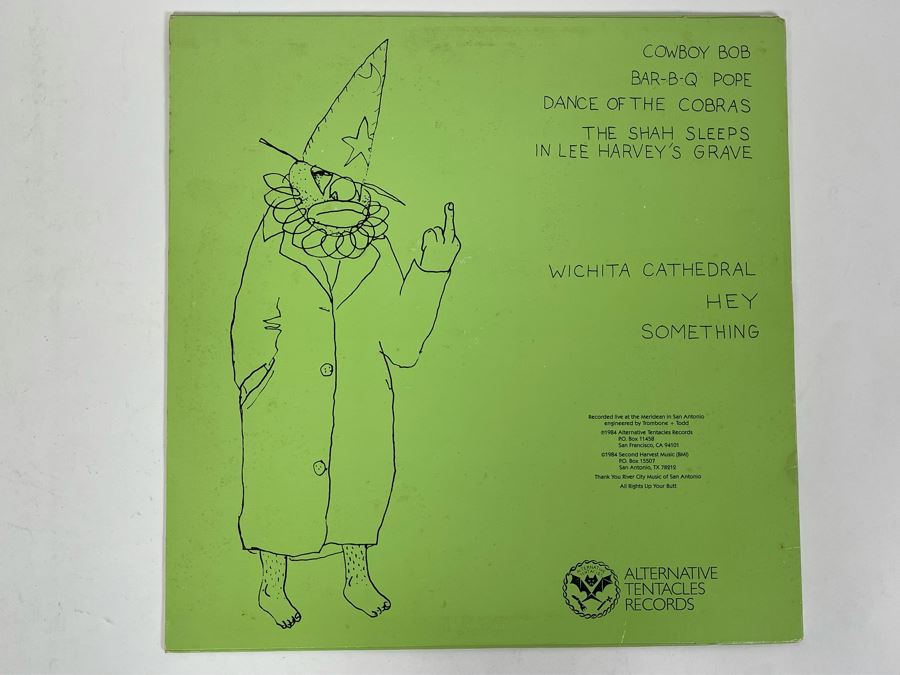 COWBOY BOB
BAR-B-Q POPE
DANCE OF THE COBRAS
THE SHAH SLEEPS
IN LEE HARVEY'S GRAVE
WICHITA CATHEDRAL
HEY
SOMETHING
Recorded live at the Meridean in San Antonio
engineered by Trombone + Todd
℗1984 Alternative Tentacles Records
P.O. Box 11458
San Francisco, CA 94101
©1984 Second Harvest Music (BMI)
P.O. Box 15507
San Antonio, TX 78212
Thank You River City Music of San Antonio
All Rights Up Your Butt
ALTERNATIVE
TENTACLES
ALTERNATIVE
TENTACLES
RECORDS